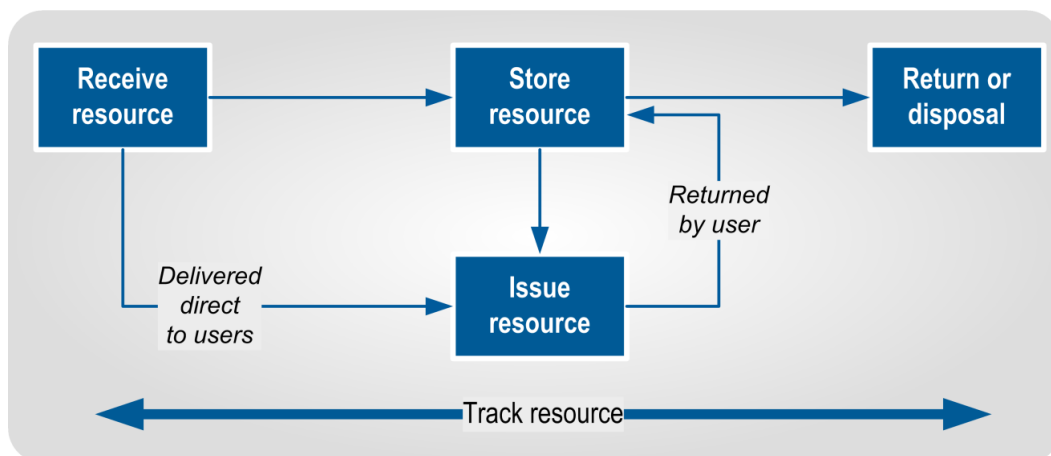 Receive
resource
Store
resource
Return or
disposal
Returned
by user
Delivered
direct
to users
Issue
resource
Track resource